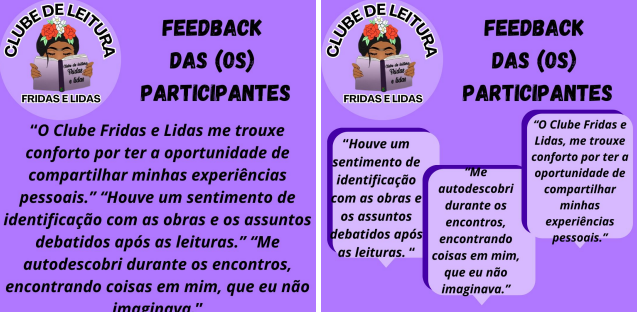 CLUBE DE LEITURA
Fridas
e lidas
FRIDAS E LIDAS
FEEDBACK
DAS (OS)
PARTICIPANTES
“O Clube Fridas e Lidas me trouxe
conforto por ter a oportunidade de
compartilhar minhas experiências
pessoais.” “Houve um sentimento de
identificação com as obras e os assuntos
debatidos após as leituras.” “Me
autodescobri durante os encontros,
encontrando coisas em mim, que eu não
imaginava.”
CLUBE DE LEITURA
Fridas
e lidas
FRIDAS E LIDAS
FEEDBACK
DAS (OS)
PARTICIPANTES
“Houve um
sentimento de
identificação
com as obras e
os assuntos
debatidos após
as leituras. “
“Me
autodescobri
durante os
encontros,
encontrando
coisas em mim,
que eu não
imaginava.”
“O Clube Fridas e
Lidas, me trouxe
conforto por ter a
oportunidade de
compartilhar
minhas
experiências
pessoais.”